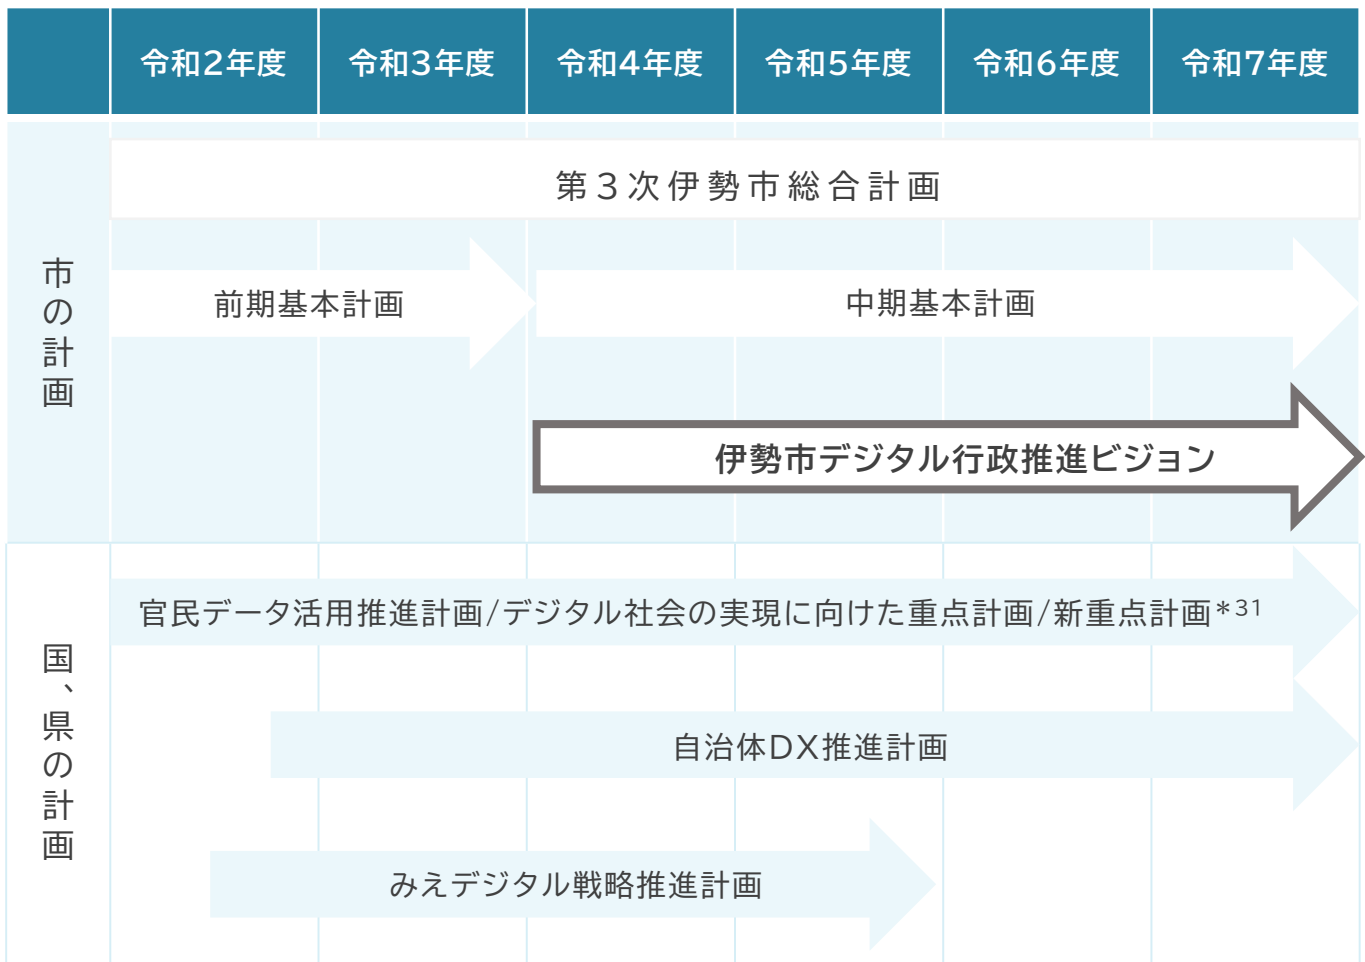 令和2年度 令和3年度 令和4年度 令和5年度 令和6年度 令和7年度
市の計画
第3次伊勢市総合計画
前期基本計画 中期基本計画
伊勢市デジタル行政推進ビジョン
国、県の計画
官民データ活用推進計画/デジタル社会の実現に向けた重点計画/新重点計画*31
自治体DX推進計画
みえデジタル戦略推進計画